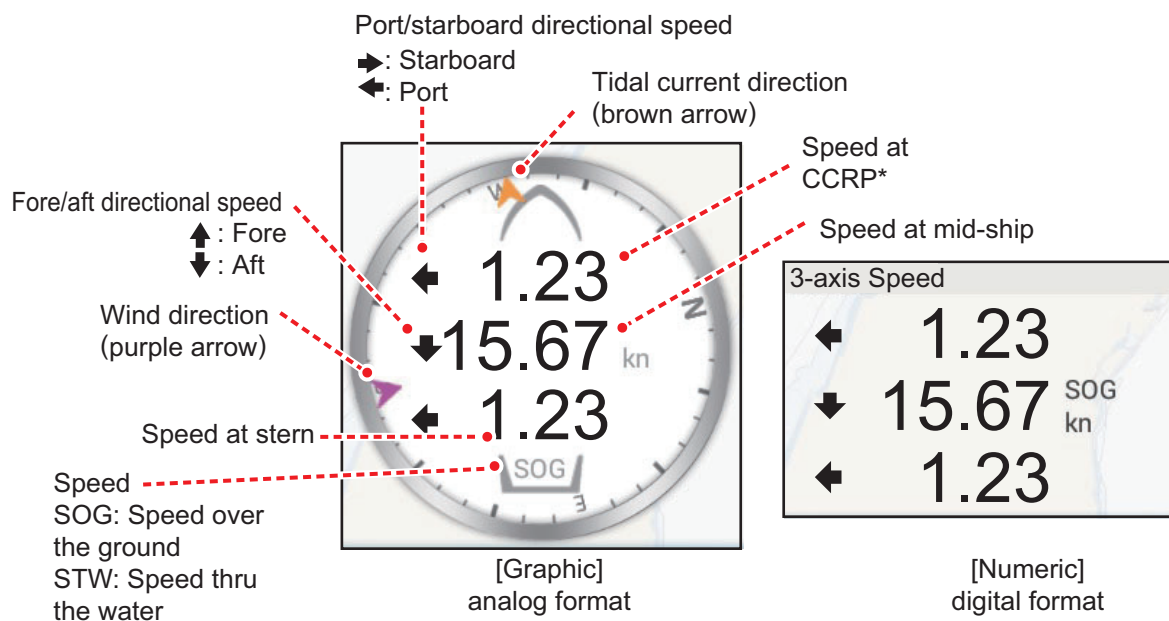 Port/starboard directional speed
: Starboard
: Port
Tidal current direction
(brown arrow)
Speed at
CCRP*
Fore/aft directional speed
: Fore
: Aft
Speed at mid-ship
Wind direction
(purple arrow)
W
1.23
N
15.67 kn
1.23
SOG
E
Speed at stern
Speed
SOG: Speed over
the ground
STW: Speed thru
the water
[Graphic]
analog format
3-axis Speed
1.23
15.67 SOG
kn
1.23
[Numeric]
digital format